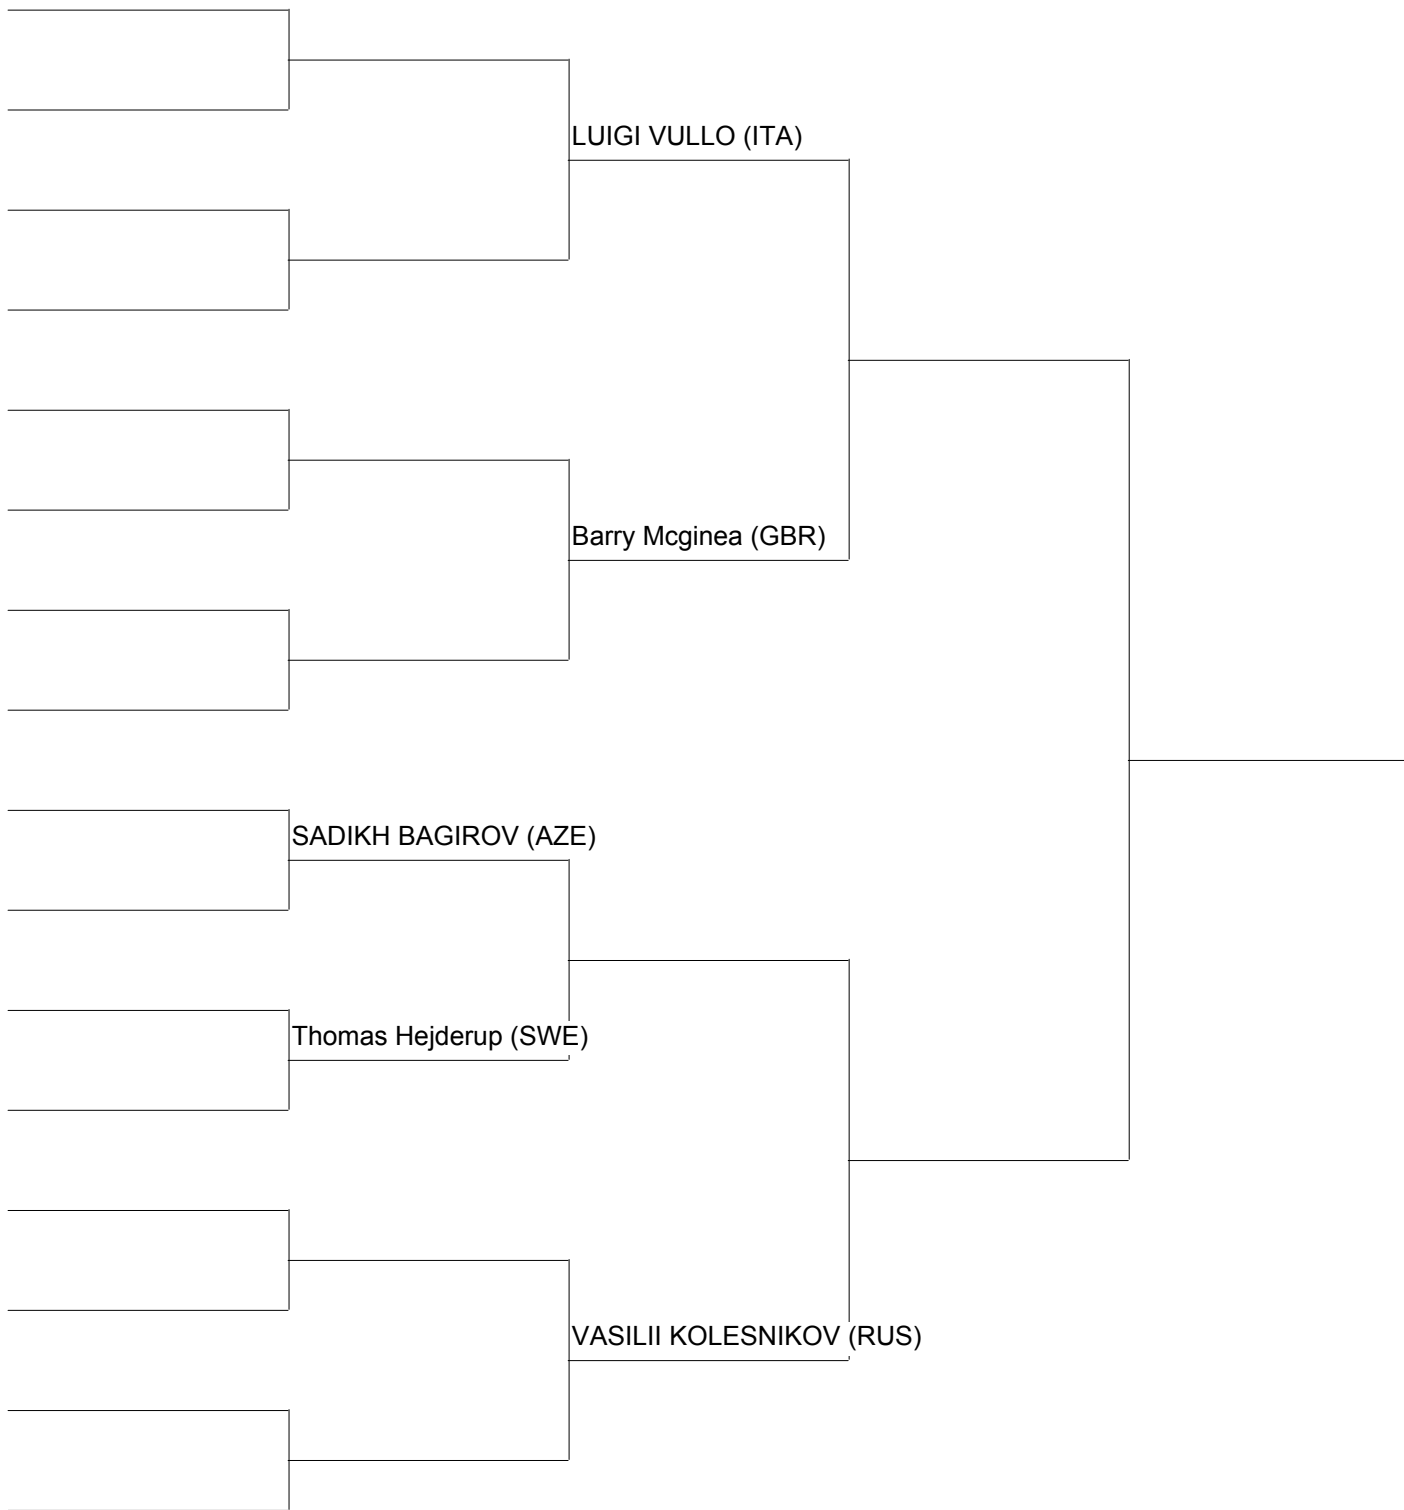 LUIGI VULLO (ITA)
Barry Mcginea (GBR)
SADIKH BAGIROV (AZE)
Thomas Hejderup (SWE)
VASILII KOLESNIKOV (RUS)